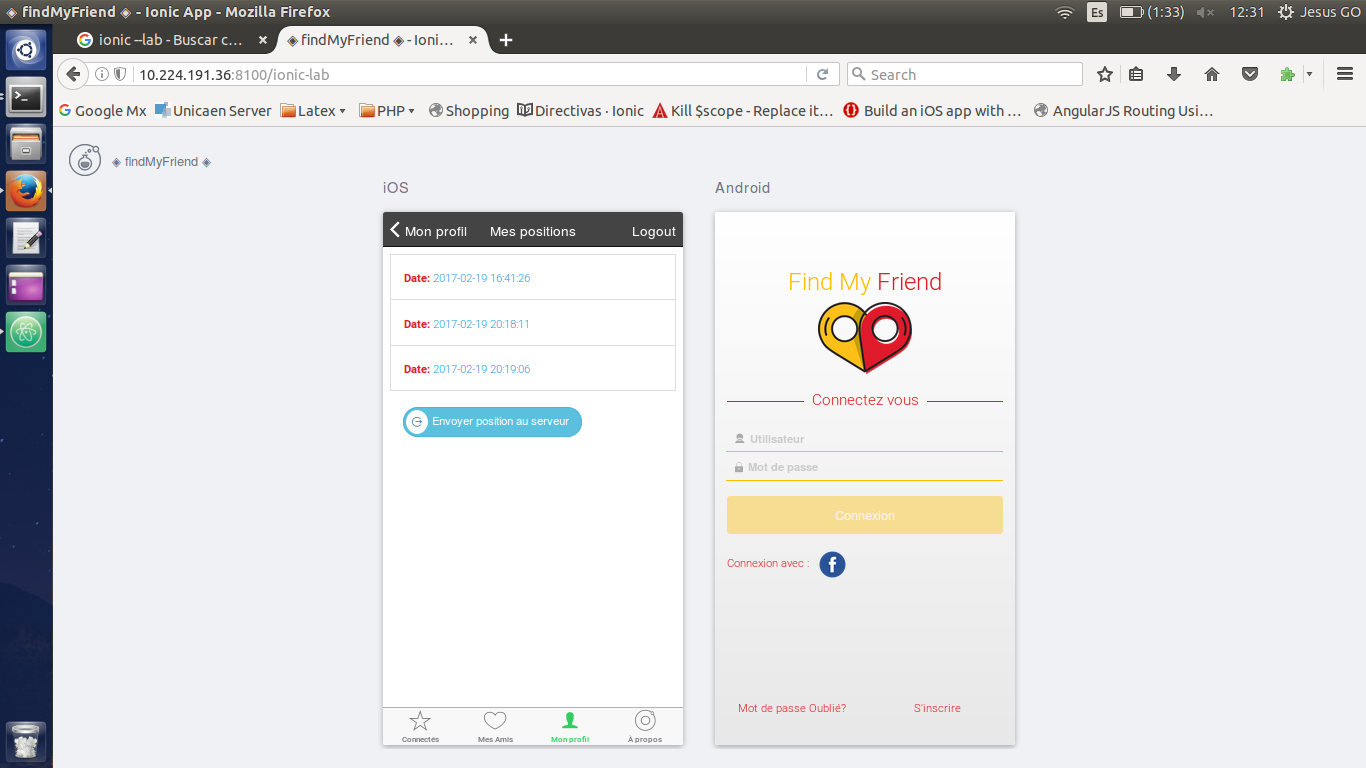 ◈ findMyFriend ◈ - Ionic App - Mozilla Firefox
Es (1:33) 12:31 Jesus GO
ionic --lab - Buscar c... × ◈ findMyFriend ◈ - Ioni... × +
10.224.191.36:8100/ionic-lab Search
Google Mx Unicaen Server Latex PHP Shopping Directivas · Ionic Kill $scope - Replace it... Build an iOS app with ... AngularJS Routing Usi...
◈ findMyFriend ◈
iOS
Mon profil Mes positions Logout
Date: 2017-02-19 16:41:26
Date: 2017-02-19 20:18:11
Date: 2017-02-19 20:19:06
Envoyer position au serveur
Connectés Mes Amis Mon profil À propos
Android
Find My Friend
Connectez vous
Utilisateur
Mot de passe
Connexion
Connexion avec : f
Mot de passe Oublié? S'inscrire